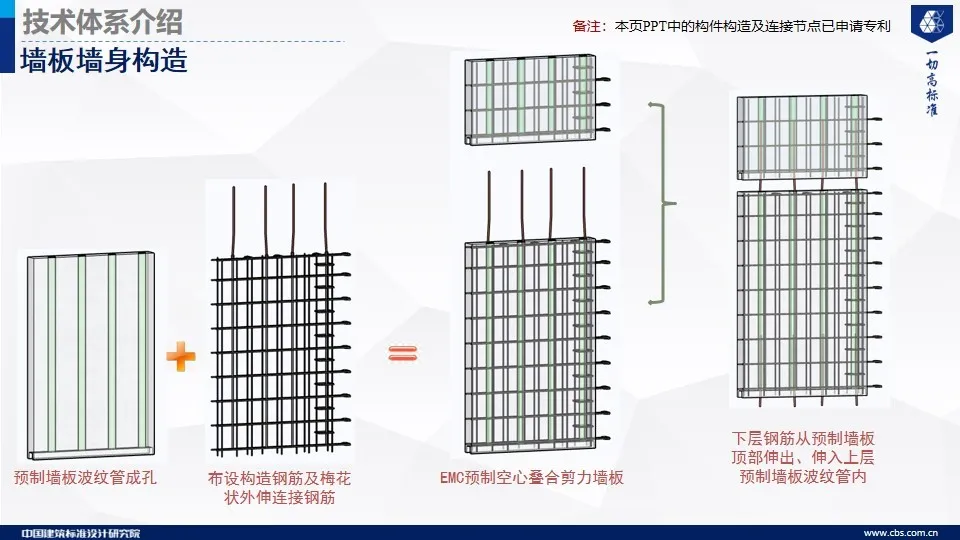 技术体系介绍
备注：本页PPT中的构件构造及连接节点已申请专利
墙板墙身构造
一切高标准
预制墙板波纹管成孔
布设构造钢筋及梅花
状外伸连接钢筋
EMC预制空心叠合剪力墙板
下层钢筋从预制墙板
顶部伸出、伸入上层
预制墙板波纹管内
中国建筑标准设计研究院
www.cbs.com.cn